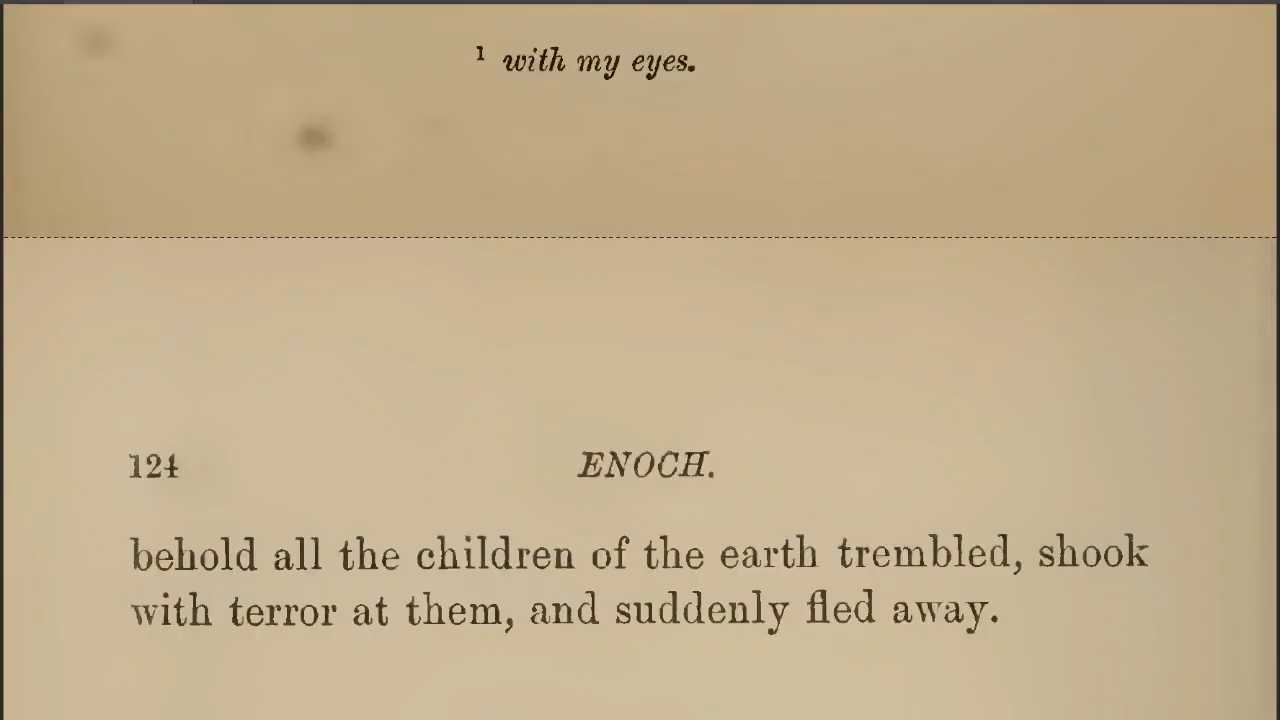 ¹ with my eyes.
124 ENOCH.
behold all the children of the earth trembled, shook
with terror at them, and suddenly fled away.